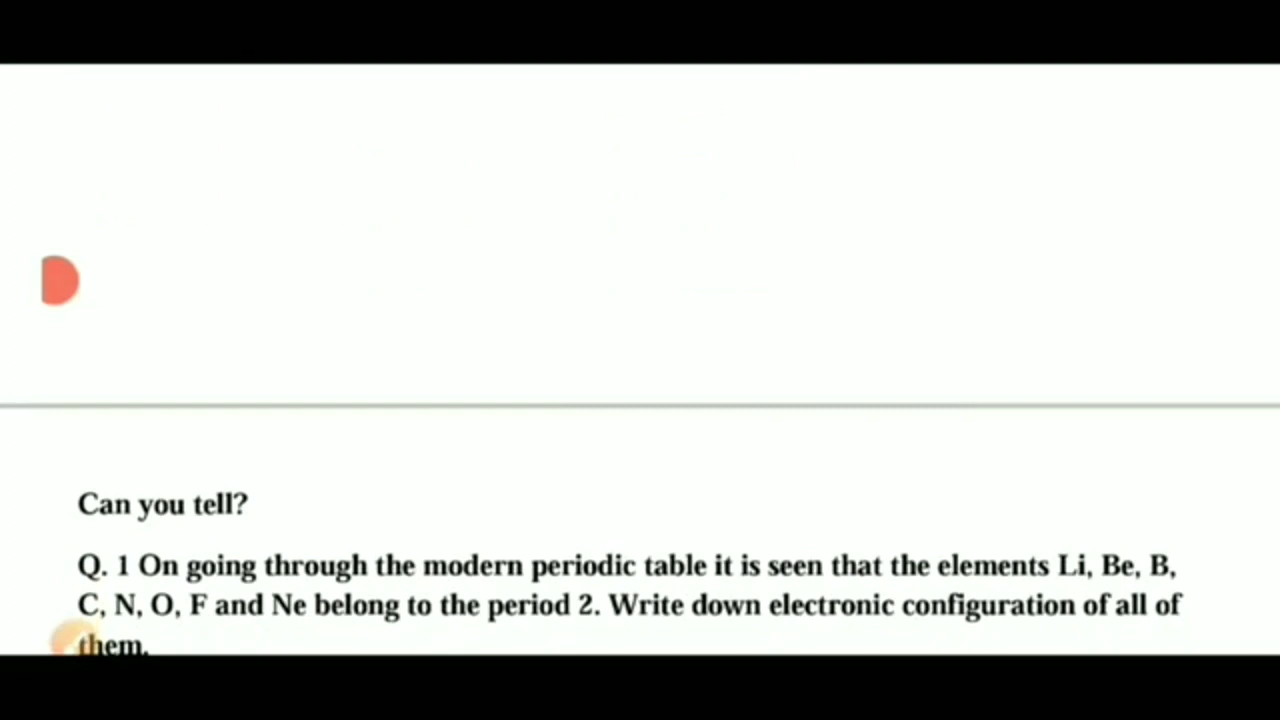 Can you tell?
Q. 1 On going through the modern periodic table it is seen that the elements Li, Be, B,
C, N, O, F and Ne belong to the period 2. Write down electronic configuration of all of
them.